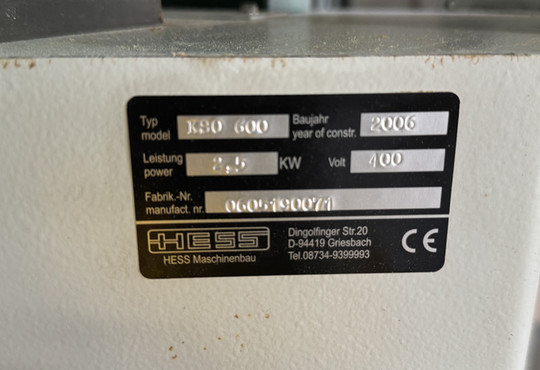 Typ model KSO 600 Baujahr year of constr. 2006
Leistung power 2,5 KW Volt 400
Fabrik.-Nr. manufact. nr. 0605190071
HESS Dingolfinger Str.20
D-94419 Griesbach
HESS Maschinenbau Tel.08734-9399993
CE